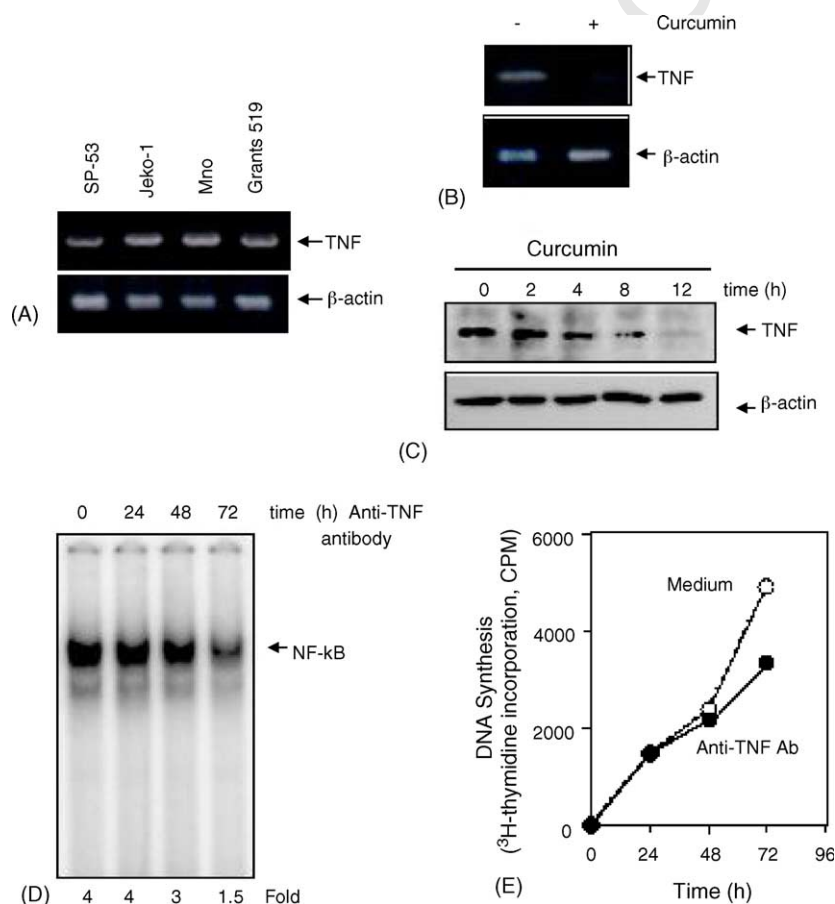 - + Curcumin
TNF
β-actin
(B)
SP-53
Jeko-1
Mno
Grants 519
TNF
β-actin
(A)
Curcumin
0 2 4 8 12 time (h)
TNF
β-actin
(C)
0 24 48 72 time (h) Anti-TNF
antibody
NF-kB
(D) 4 4 3 1.5 Fold
DNA Synthesis
(³H-thymidine incorporation, CPM)
6000
4000
2000
0
Medium
Anti-TNF Ab
0 24 48 72 96
Time (h)
(E)